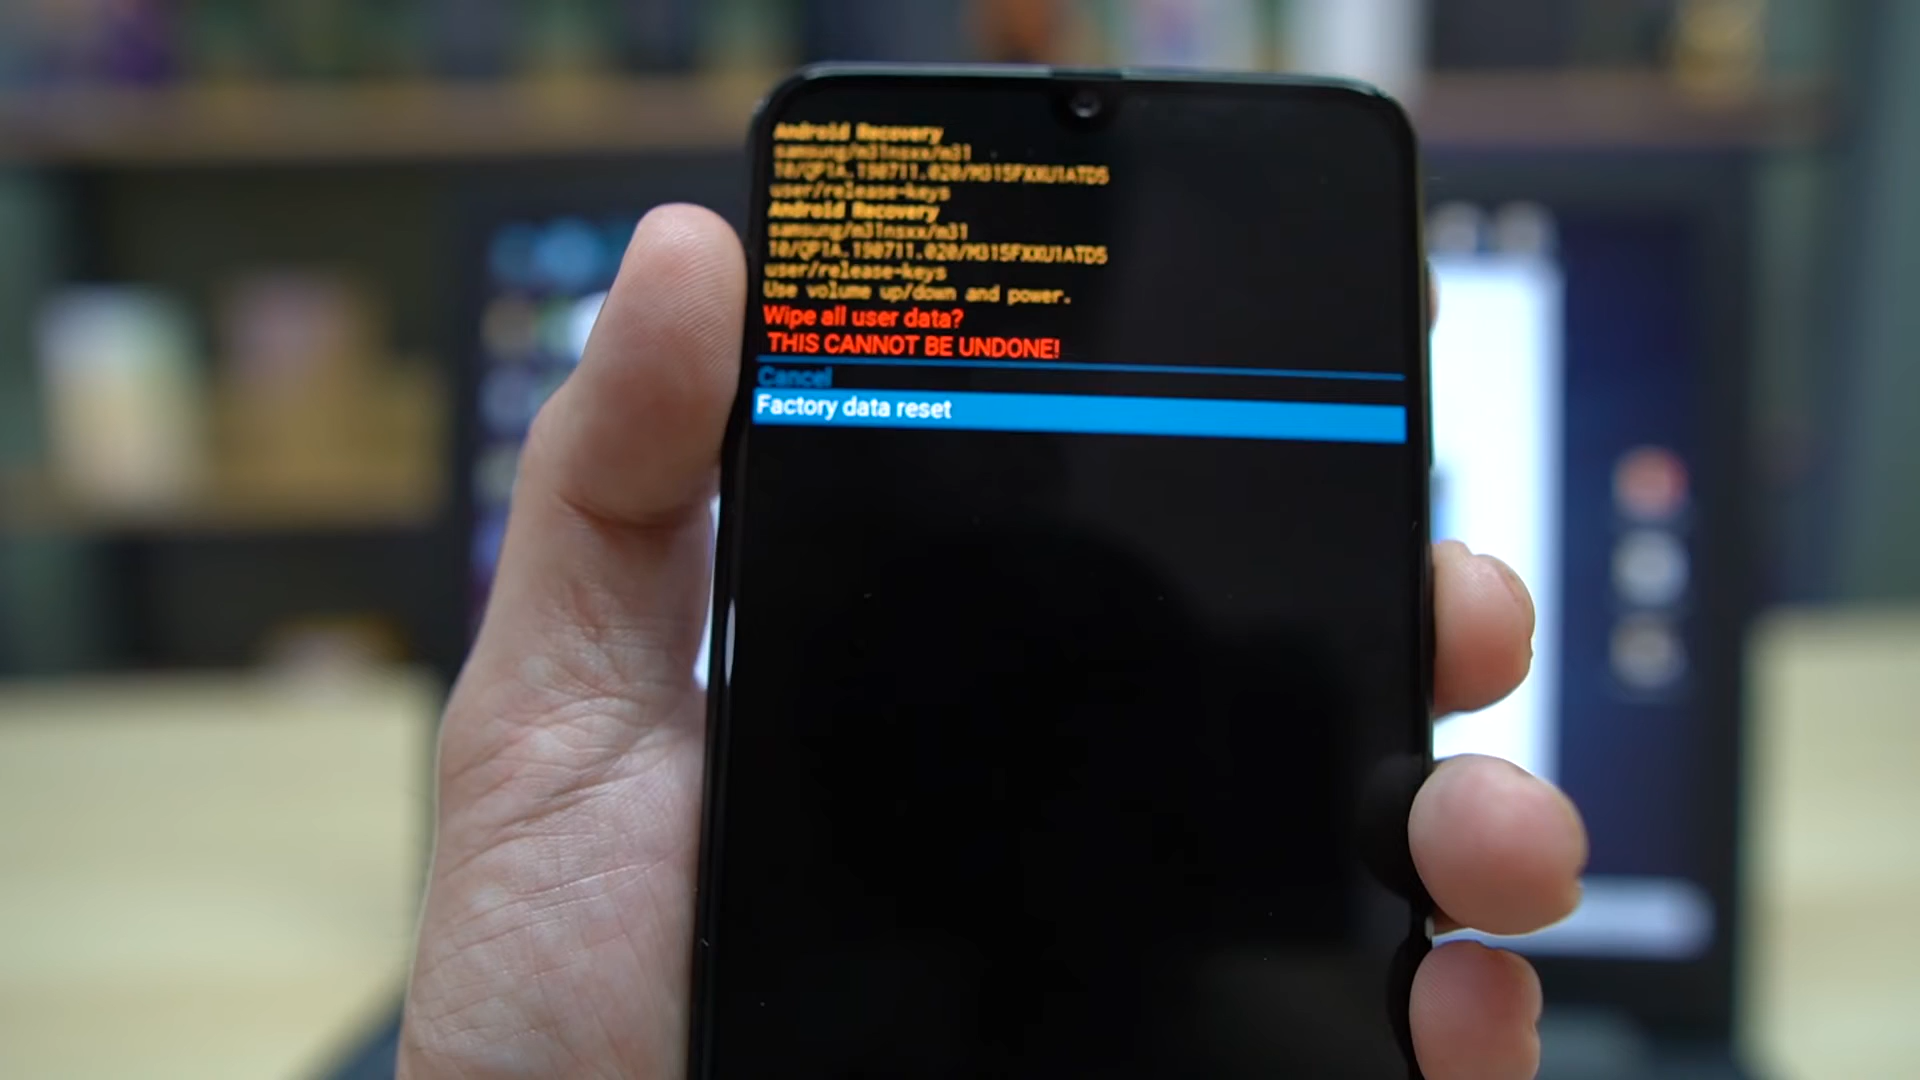 Android Recovery
samsung/m31nsxx/m31
10/QP1A.190711.020/M315FXXU1ATD5
user/release-keys
Android Recovery
samsung/m31nsxx/m31
10/QP1A.190711.020/M315FXXU1ATD5
user/release-keys
Use volume up/down and power.
Wipe all user data?
THIS CANNOT BE UNDONE!
Cancel
Factory data reset